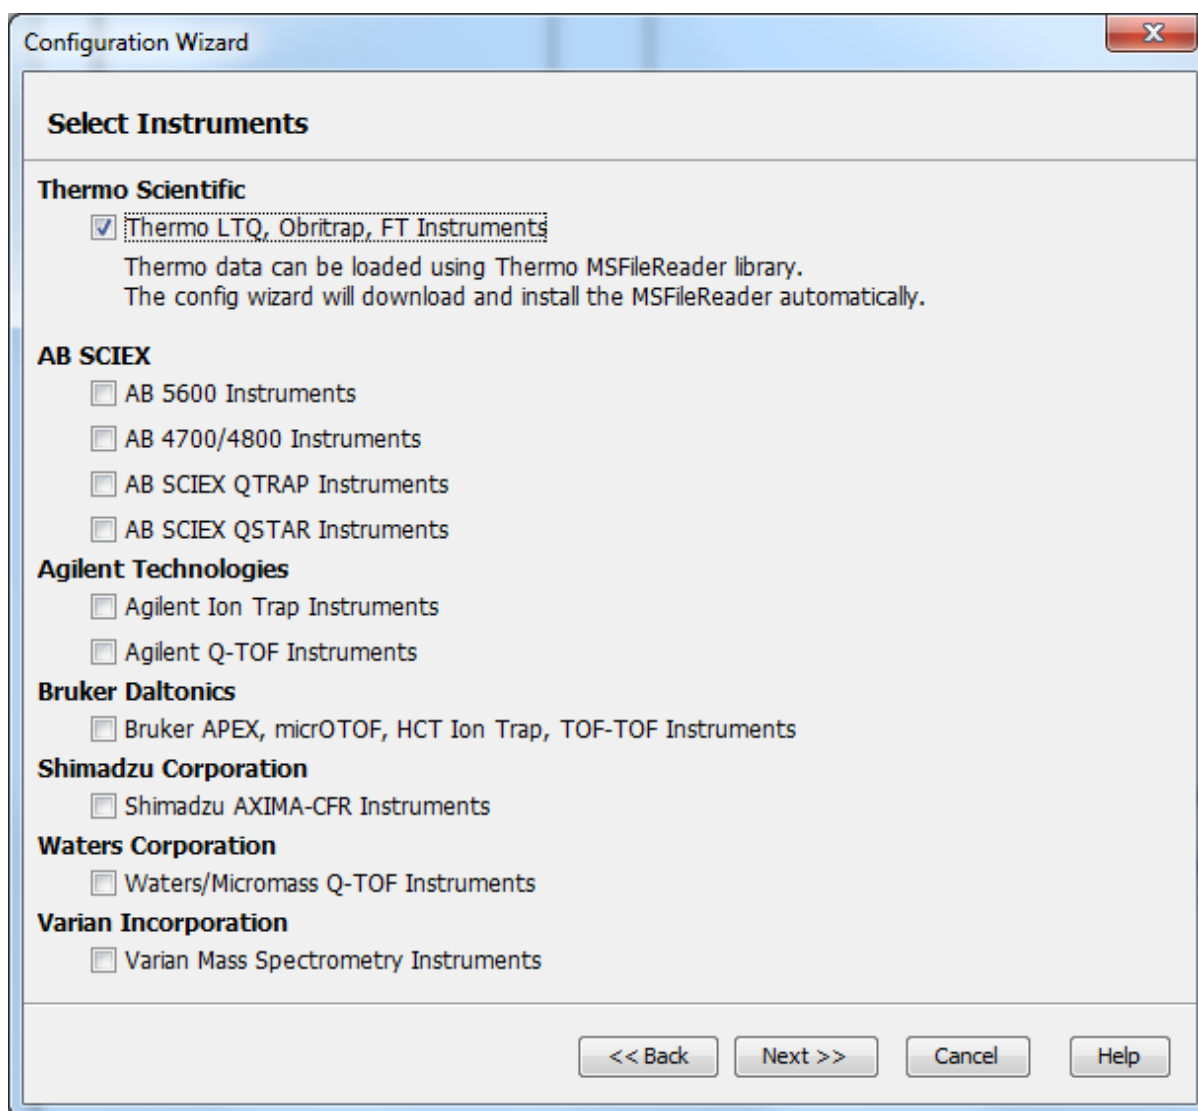 Configuration Wizard
Select Instruments
Thermo Scientific
Thermo LTQ, Obritrap, FT Instruments
Thermo data can be loaded using Thermo MSFileReader library.
The config wizard will download and install the MSFileReader automatically.
AB SCIEX
AB 5600 Instruments
AB 4700/4800 Instruments
AB SCIEX QTRAP Instruments
AB SCIEX QSTAR Instruments
Agilent Technologies
Agilent Ion Trap Instruments
Agilent Q-TOF Instruments
Bruker Daltonics
Bruker APEX, micrOTOF, HCT Ion Trap, TOF-TOF Instruments
Shimadzu Corporation
Shimadzu AXIMA-CFR Instruments
Waters Corporation
Waters/Micromass Q-TOF Instruments
Varian Incorporation
Varian Mass Spectrometry Instruments
<< Back Next >> Cancel Help